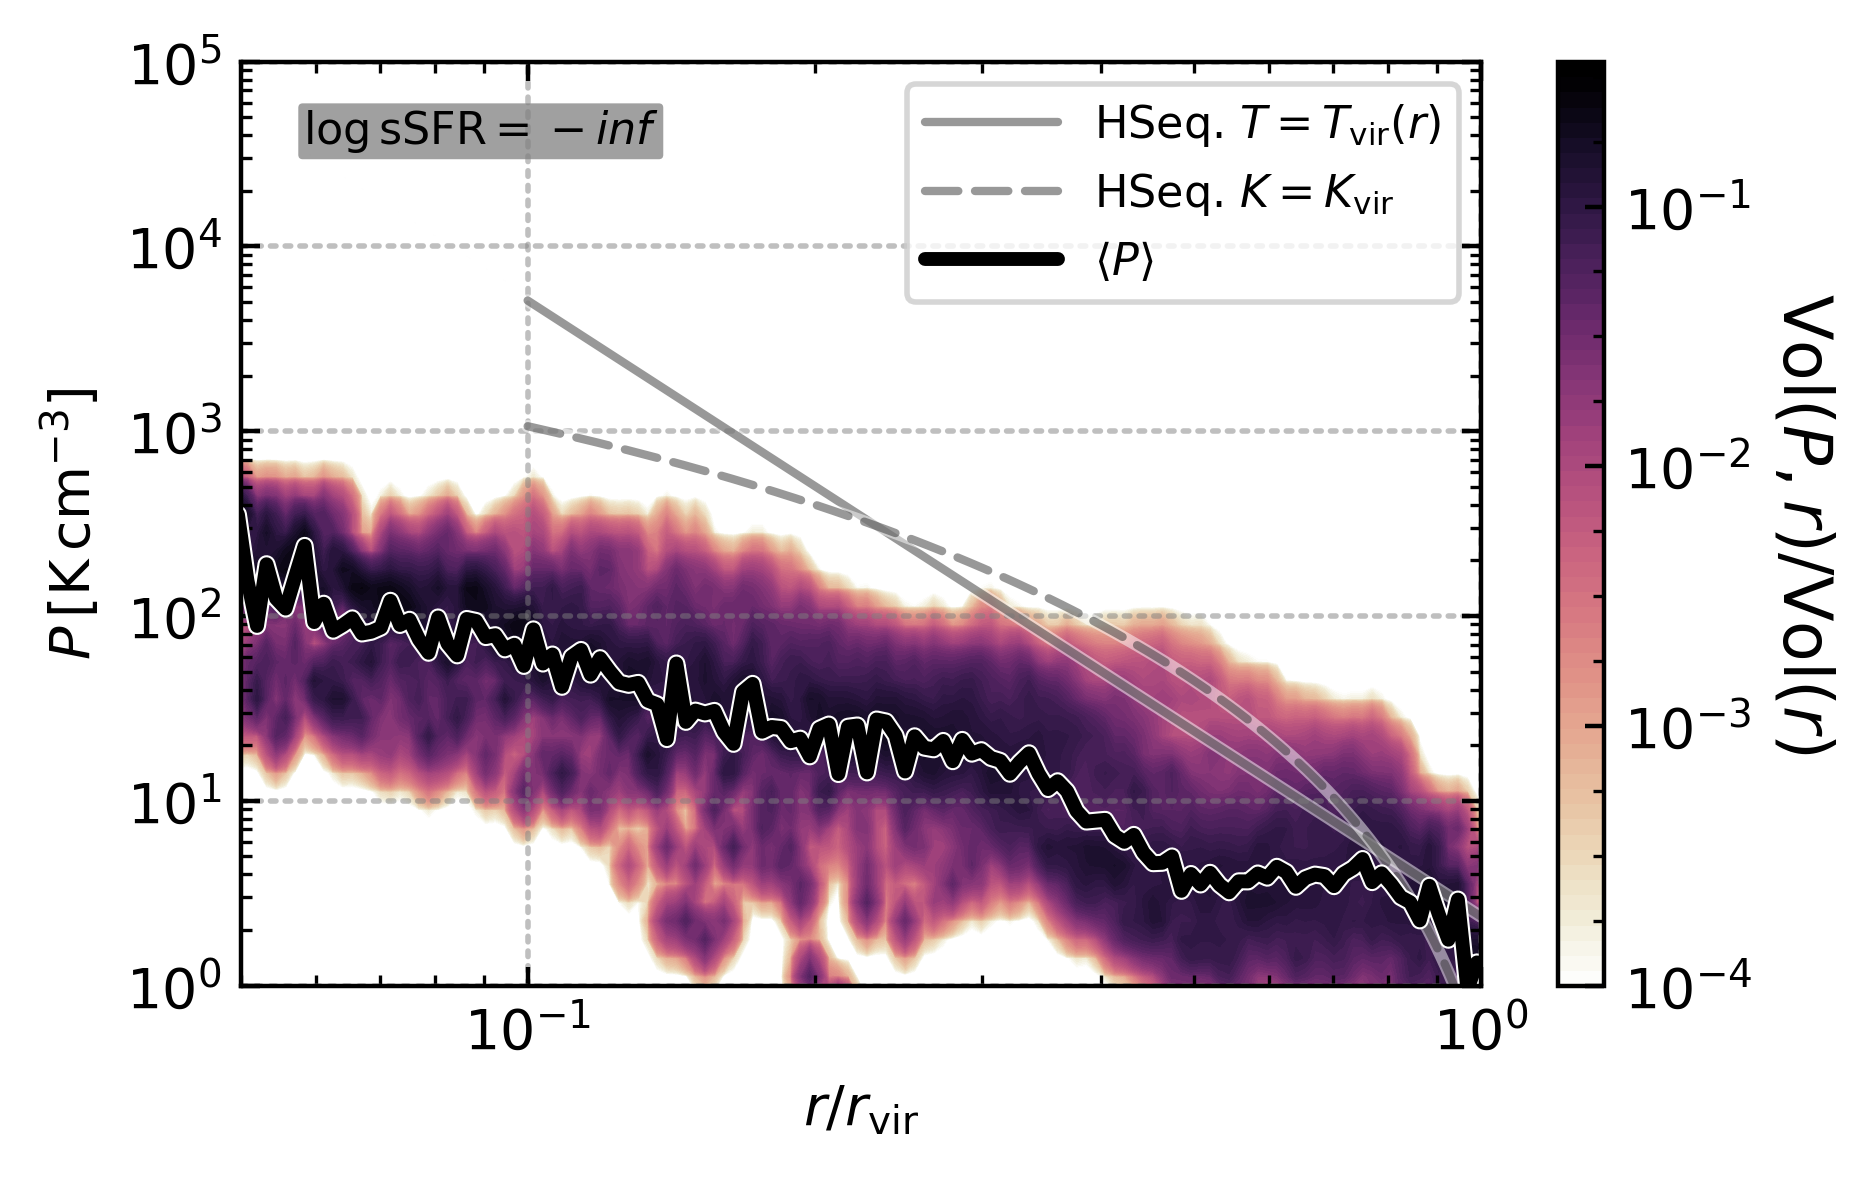 10^5
10^4
10^3
10^2
10^1
10^0
P [K cm^−3]
log sSFR = −inf
HSeq. T = T_vir(r)
HSeq. K = K_vir
⟨P⟩
10^−1
10^0
r/r_vir
10^−1
10^−2
10^−3
10^−4
Vol(P, r)/Vol(r)